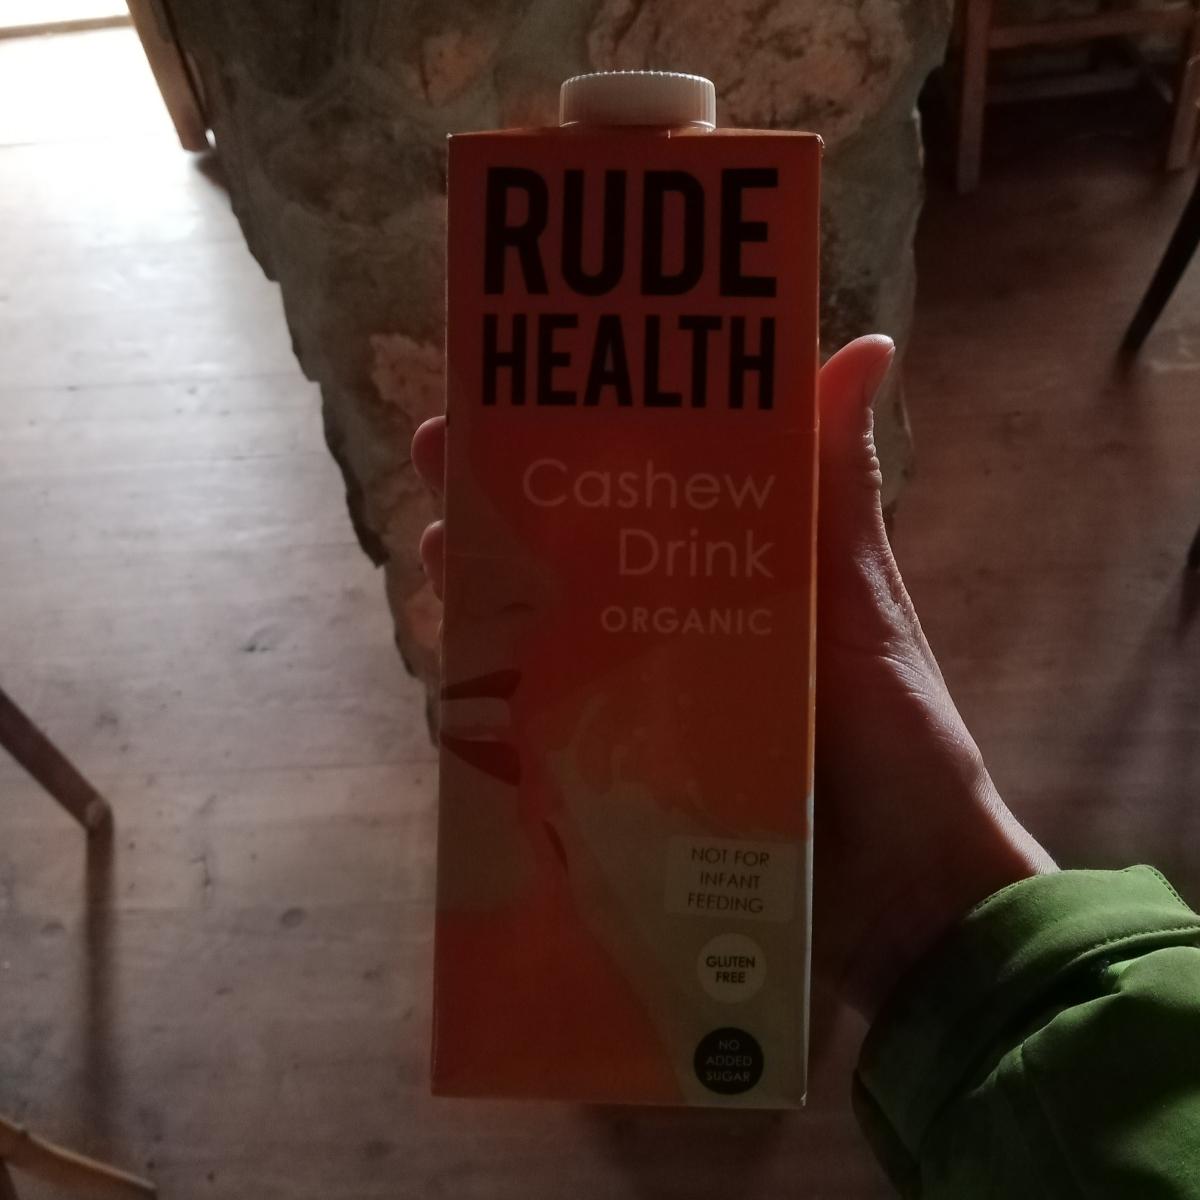 RUDE
HEALTH
Cashew
Drink
ORGANIC
NOT FOR
INFANT
FEEDING
GLUTEN
FREE
NO
ADDED
SUGAR